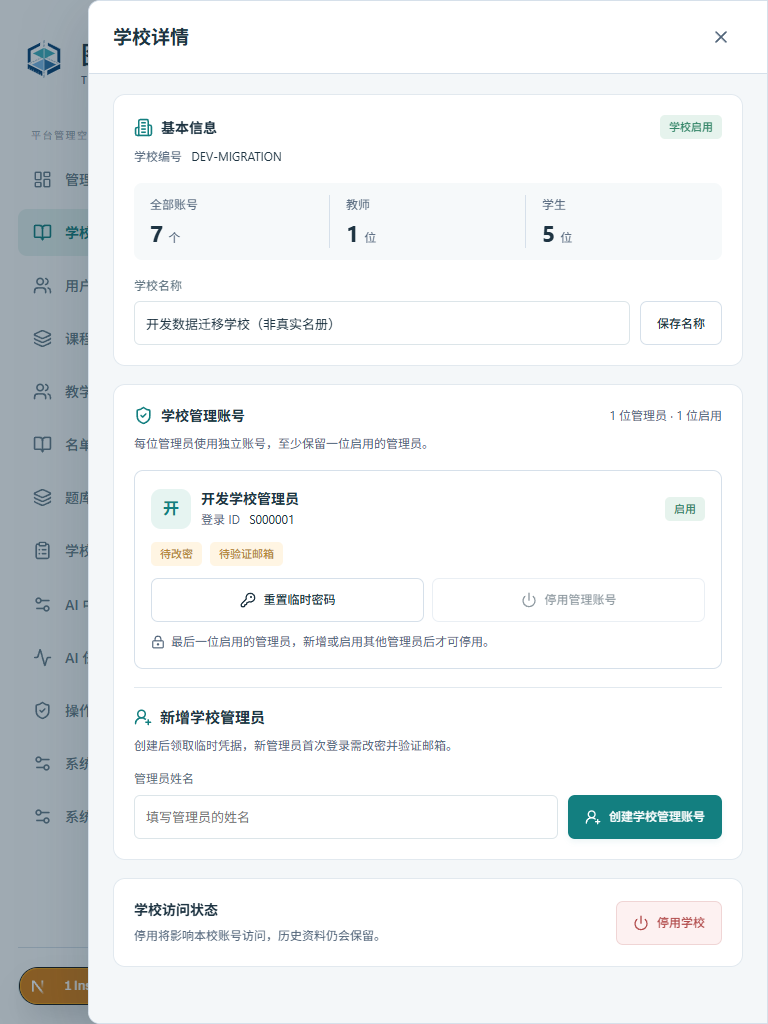 学校详情
基本信息
学校启用
学校编号 DEV-MIGRATION
全部账号
教师
学生
7 个
1 位
5 位
学校名称
开发数据迁移学校（非真实名册）
保存名称
学校管理账号
1 位管理员 · 1 位启用
每位管理员使用独立账号，至少保留一位启用的管理员。
开
开发学校管理员
登录 ID S000001
启用
待改密
待验证邮箱
重置临时密码
停用管理账号
最后一位启用的管理员，新增或启用其他管理员后才可停用。
新增学校管理员
创建后领取临时凭据，新管理员首次登录需改密并验证邮箱。
管理员姓名
填写管理员的姓名
创建学校管理账号
学校访问状态
停用将影响本校账号访问，历史资料仍会保留。
停用学校
平台管理空
管理
学校
用户
课程
教学
名单
题库
学校
AI
AI
操作
系统
系统
N
1 Ins